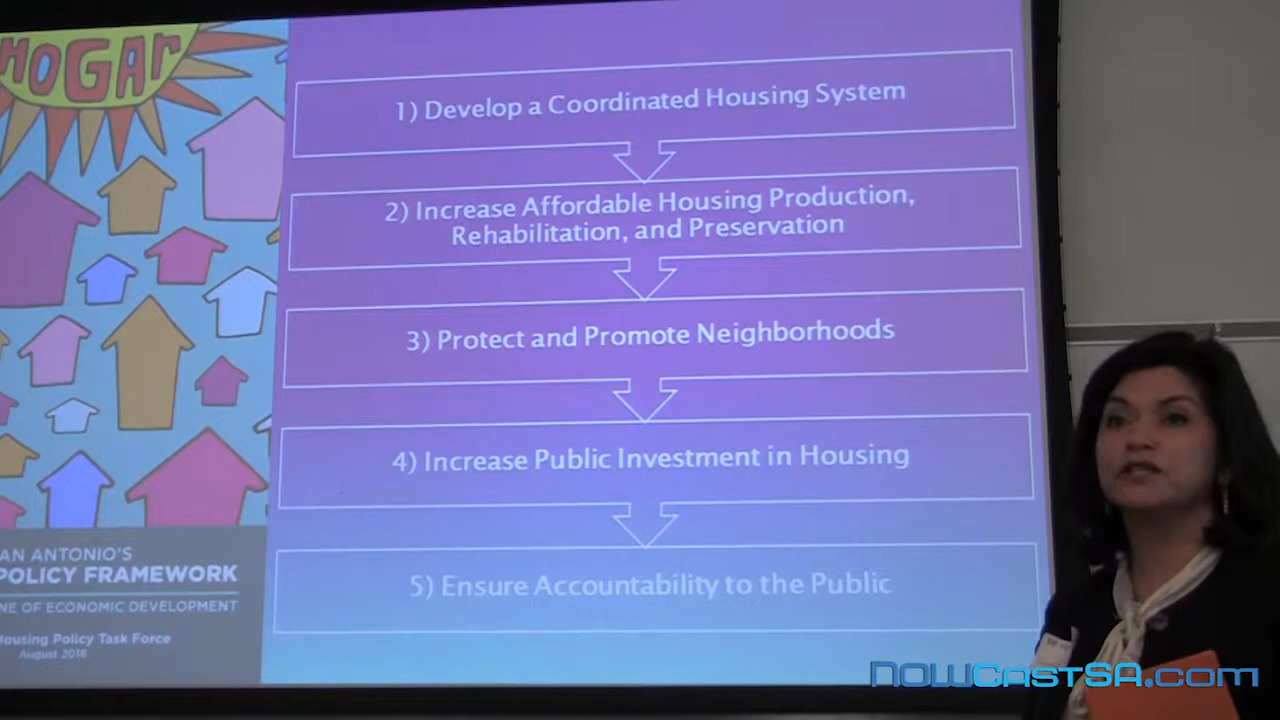 HOGAR
1) Develop a Coordinated Housing System
2) Increase Affordable Housing Production,
Rehabilitation, and Preservation
3) Protect and Promote Neighborhoods
4) Increase Public Investment in Housing
5) Ensure Accountability to the Public
AN ANTONIO'S
POLICY FRAMEWORK
NE OF ECONOMIC DEVELOPMENT
Housing Policy Task Force
August 2018
NOWCastSA.com